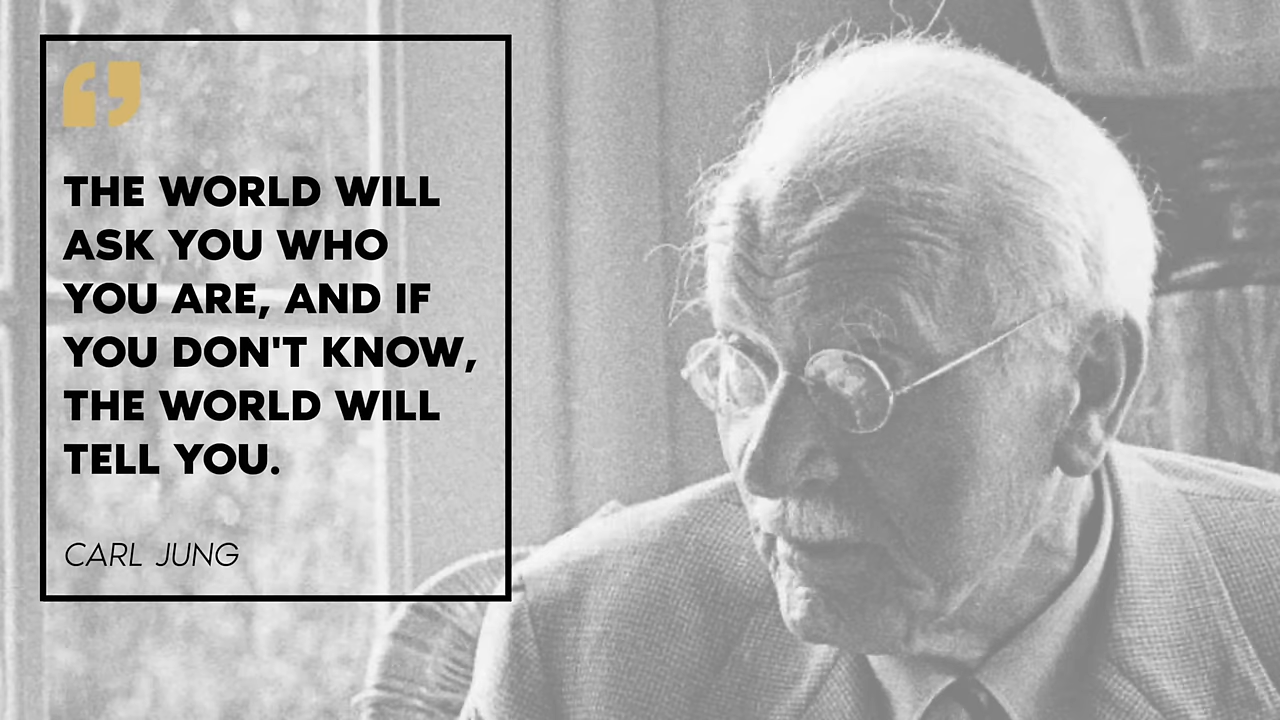 THE WORLD WILL
ASK YOU WHO
YOU ARE, AND IF
YOU DON'T KNOW,
THE WORLD WILL
TELL YOU.
CARL JUNG